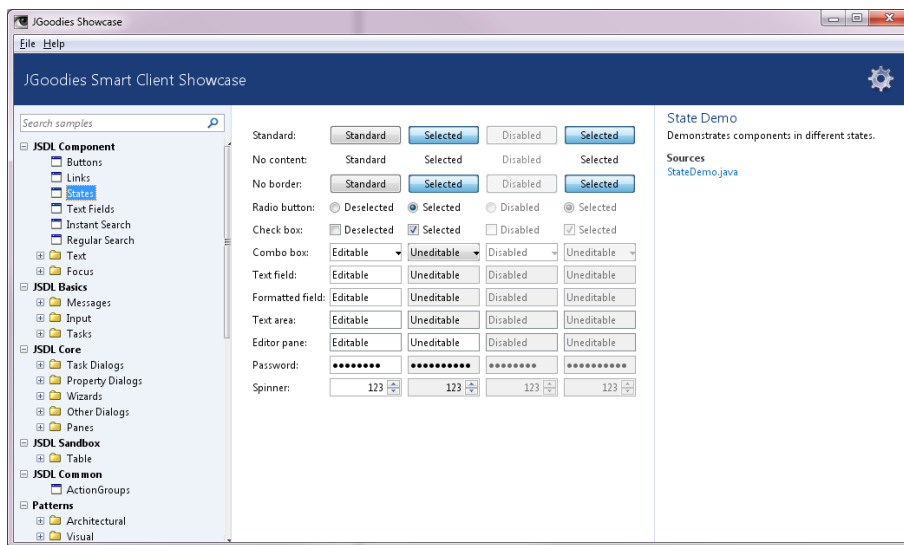 JGoodies Showcase
File Help
JGoodies Smart Client Showcase
Search samples
JSDL Component
Buttons
Links
States
Text Fields
Instant Search
Regular Search
Text
Focus
JSDL Basics
Messages
Input
Tasks
JSDL Core
Task Dialogs
Property Dialogs
Wizards
Other Dialogs
Panes
JSDL Sandbox
Table
JSDL Common
ActionGroups
Patterns
Architectural
Visual
Standard: Standard Selected Disabled Selected
No content: Standard Selected Disabled Selected
No border: Standard Selected Disabled Selected
Radio button: Deselected Selected Disabled Selected
Check box: Deselected Selected Disabled Selected
Combo box: Editable Uneditable Disabled Uneditable
Text field: Editable Uneditable Disabled Uneditable
Formatted field: Editable Uneditable Disabled Uneditable
Text area: Editable Uneditable Disabled Uneditable
Editor pane: Editable Uneditable Disabled Uneditable
Password: ●●●●●●●● ●●●●●●●●●● ●●●●●●●● ●●●●●●●●●●
Spinner: 123 123 123 123
State Demo
Demonstrates components in different states.
Sources
StateDemo.java